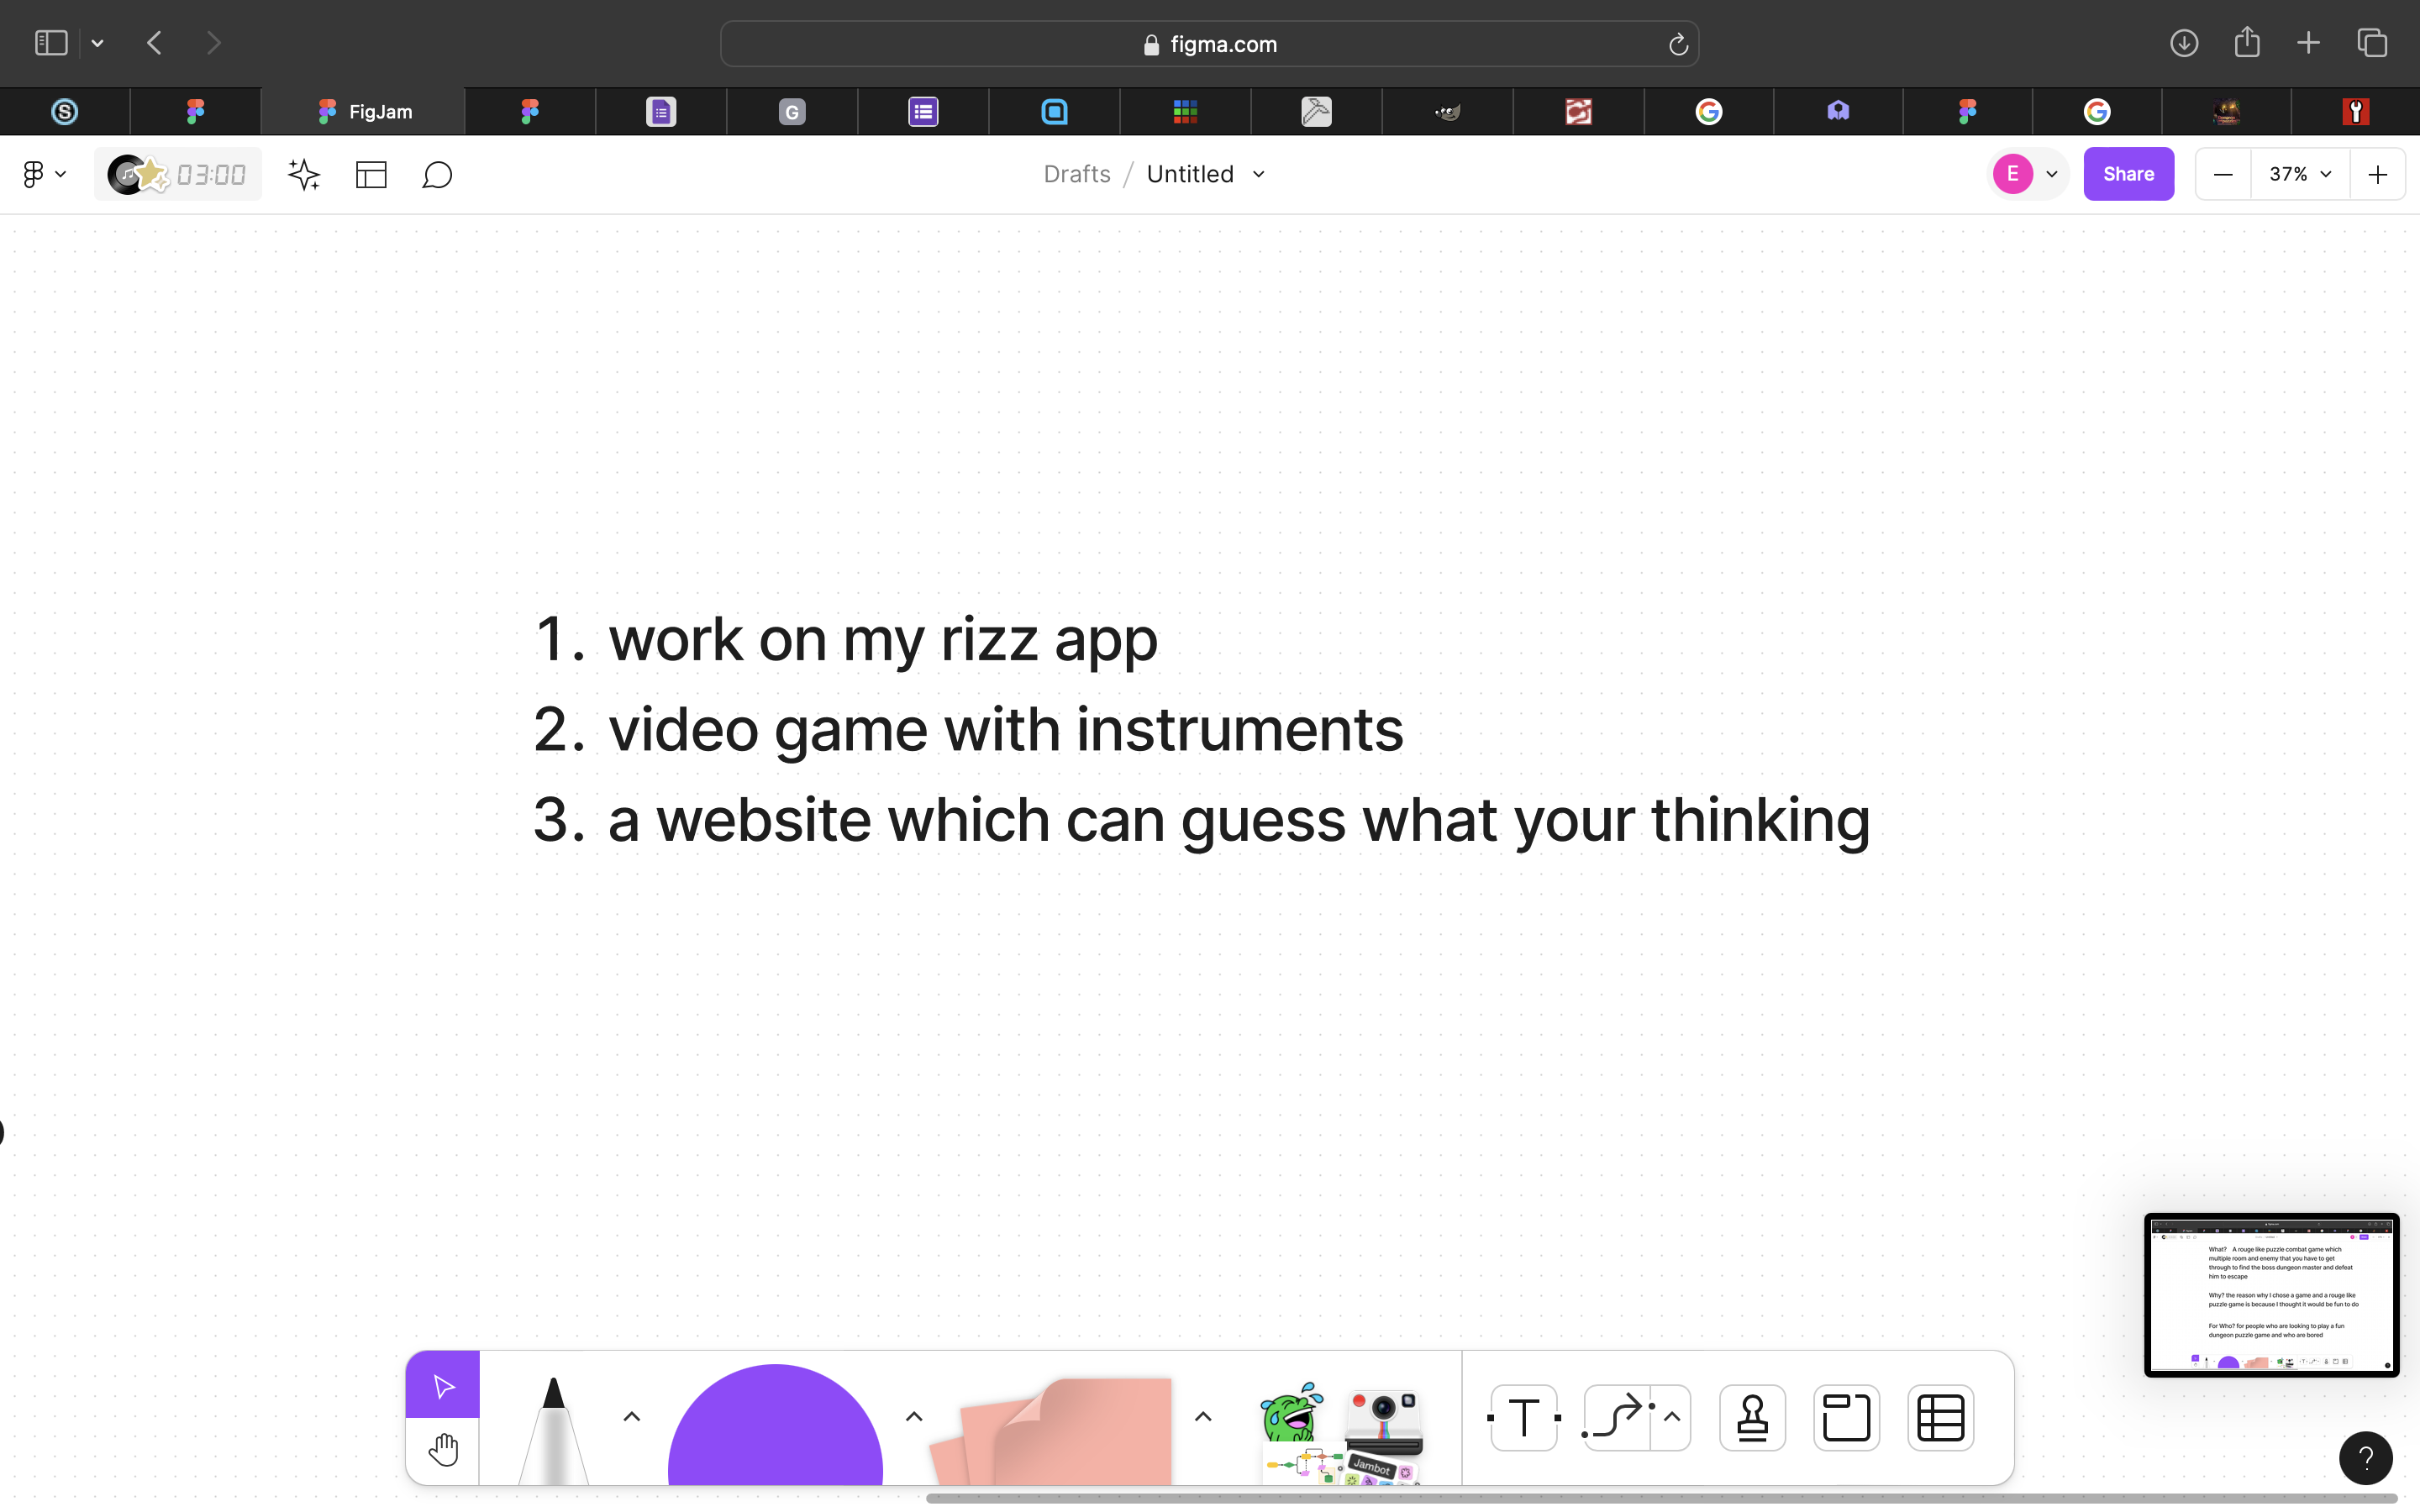 figma.com
S
FigJam
G
03:00
Drafts / Untitled
E
Share
37%
1. work on my rizz app
2. video game with instruments
3. a website which can guess what your thinking
What? A rouge like puzzle combat game which
multiple room and enemy that you have to get
through to find the boss dungeon master and defeat
him to escape
Why? the reason why I chose a game and a rouge like
puzzle game is because I thought it would be fun to do
For Who? for people who are looking to play a fun
dungeon puzzle game and who are bored
T
Jambot
?